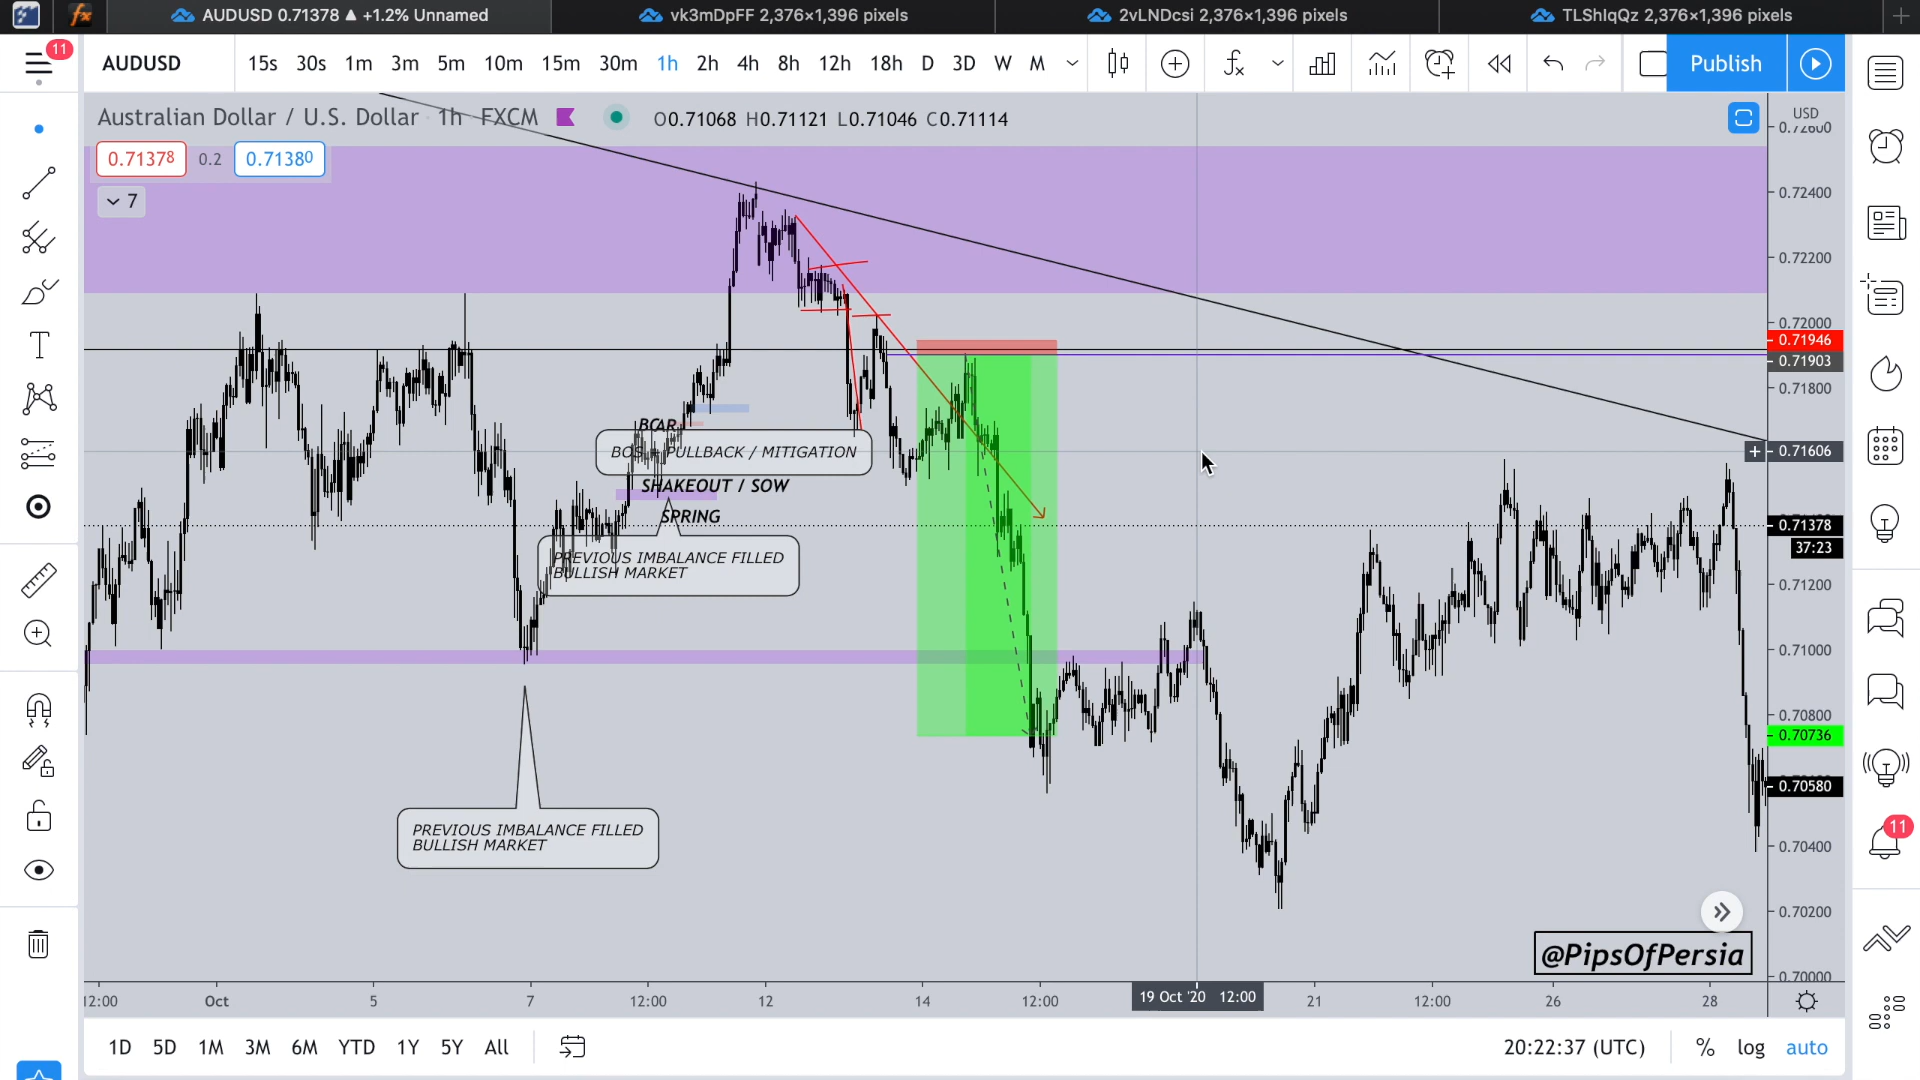 AUDUSD 0.71378 ▲ +1.2% Unnamed
vk3mDpFF 2,376×1,396 pixels
2vLNDcsi 2,376×1,396 pixels
TLShlqQz 2,376×1,396 pixels
11
AUDUSD
15s 30s 1m 3m 5m 10m 15m 30m 1h 2h 4h 8h 12h 18h D 3D W M
Publish
Australian Dollar / U.S. Dollar · 1h · FXCM
O0.71068 H0.71121 L0.71046 C0.71114
USD
0.72600
0.71378 0.2 0.71380
7
0.72400
0.72200
0.72000
0.71946
0.71903
0.71800
BCAR
BOS + PULLBACK / MITIGATION
0.71606
SHAKEOUT / SOW
SPRING
0.71378
37:23
PREVIOUS IMBALANCE FILLED
BULLISH MARKET
0.71200
0.71000
0.70800
0.70736
0.70580
PREVIOUS IMBALANCE FILLED
BULLISH MARKET
11
0.70400
0.70200
@PipsOfPersia
0.70000
12:00 Oct 5 7 12:00 12 14 12:00 19 Oct '20 12:00 21 12:00 26 28
1D 5D 1M 3M 6M YTD 1Y 5Y All
20:22:37 (UTC) % log auto